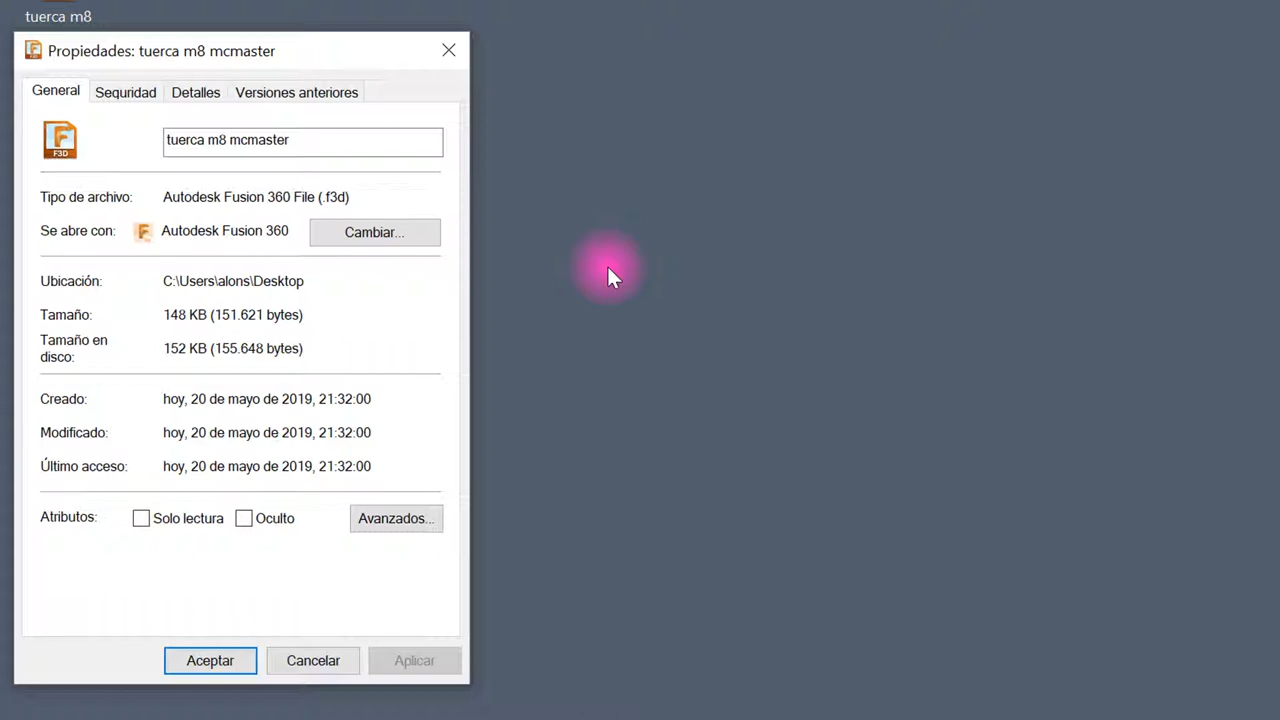 tuerca m8
Propiedades: tuerca m8 mcmaster
General Seguridad Detalles Versiones anteriores
F3D
tuerca m8 mcmaster
Tipo de archivo: Autodesk Fusion 360 File (.f3d)
Se abre con: Autodesk Fusion 360 Cambiar...
Ubicación: C:\Users\alons\Desktop
Tamaño: 148 KB (151.621 bytes)
Tamaño en
disco: 152 KB (155.648 bytes)
Creado: hoy, 20 de mayo de 2019, 21:32:00
Modificado: hoy, 20 de mayo de 2019, 21:32:00
Último acceso: hoy, 20 de mayo de 2019, 21:32:00
Atributos: Solo lectura Oculto Avanzados...
Aceptar Cancelar Aplicar